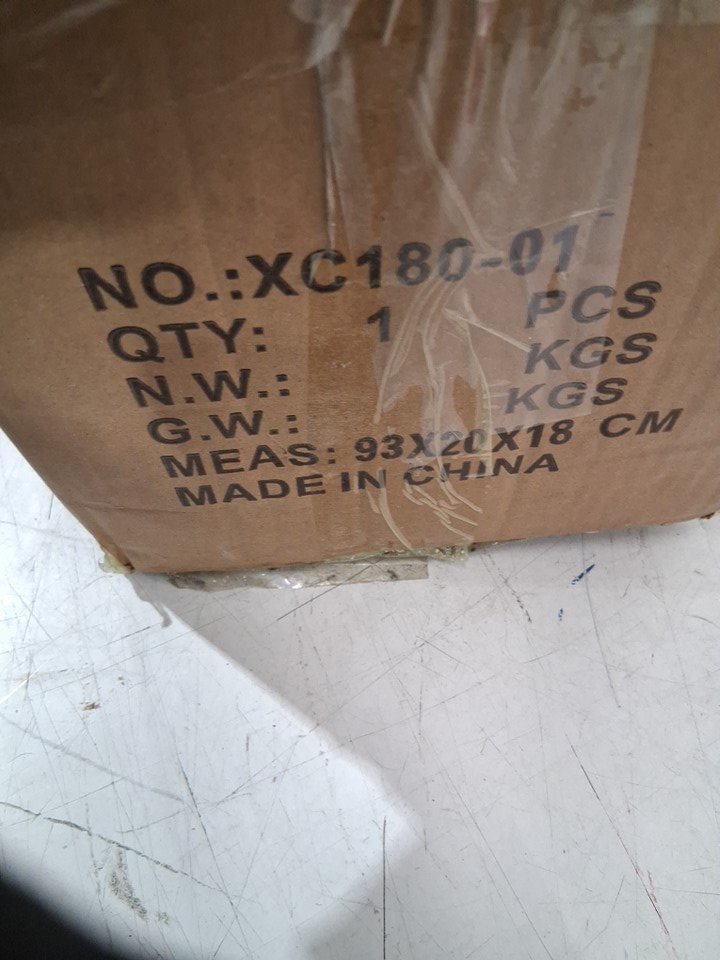 NO.:XC180-01
QTY: 1 PCS
N.W.: KGS
G.W.: KGS
MEAS: 93X20X18 CM
MADE IN CHINA